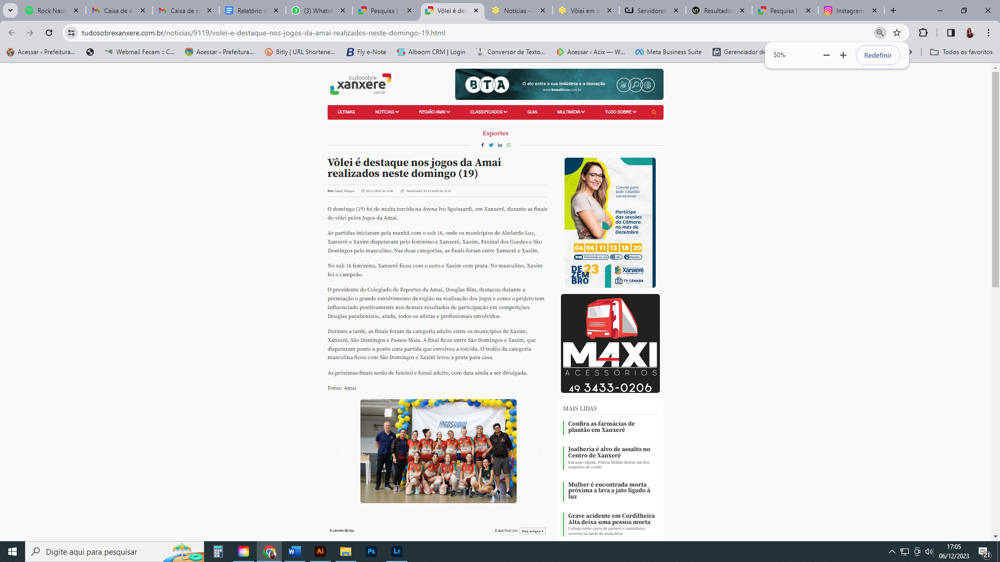 Rock Naci
Caixa de e
Caixa de e
Relatório d
(3) WhatsA
Pesquisa |
Vôlei é des
Notícias –
Vôlei em d
Servidores
Resultados
Pesquisa |
Instagram
tudosobrexanxere.com.br/noticias/9119/volei-e-destaque-nos-jogos-da-amai-realizados-neste-domingo-19.html
Acessar ‹ Prefeitura...
Webmail Fecam :: C...
Acessar ‹ Prefeitura...
Bitly | URL Shortene...
Fly e-Nota
Alboom CRM | Login
Conversor de Texto...
Acessar ‹ Acix — W...
Meta Business Suite
Gerenciador de
Todos os favoritos
50%
Redefinir
tudosobre
xanxere
.com.br
BTA
O elo entre a sua indústria e a inovação
www.btaaditivos.com.br
ÚLTIMAS
NOTÍCIAS
REGIÃO AMAI
CLASSIFICADOS
GUIA
MULTIMÍDIA
TUDO SOBRE
Esportes
Vôlei é destaque nos jogos da Amai
realizados neste domingo (19)
Por: Sanny Borges 20/11/2023 às 15:41 Atualizado: 27/11/2023 às 18:25
O domingo (19) foi de muita torcida na Arena Ivo Sguissardi, em Xanxerê, durante as finais
do vôlei pelos Jogos da Amai.
As partidas iniciaram pela manhã com o sub 16, onde os municípios de Abelardo Luz,
Xanxerê e Xaxim disputavam pelo feminino e Xanxerê, Xaxim, Faxinal dos Guedes e São
Domingos pelo masculino. Nas duas categorias, as finais foram entre Xanxerê e Xaxim.
No sub 16 feminino, Xanxerê ficou com o ouro e Xaxim com prata. No masculino, Xaxim
foi o campeão.
O presidente do Colegiado de Esportes da Amai, Douglas Bim, destacou durante a
premiação o grande envolvimento da região na realização dos jogos e como o projeto tem
influenciado positivamente nos demais resultados de participação em competições.
Douglas parabenizou, ainda, todos os atletas e profissionais envolvidos.
Durante a tarde, as finais foram da categoria adulto entre os municípios de Xaxim,
Xanxerê, São Domingos e Passos Maia. A final ficou entre São Domingos e Xaxim, que
disputaram ponto a ponto uma partida que envolveu a torcida. O troféu da categoria
masculina ficou com São Domingos e Xaxim levou a prata para casa.
As próximas finais serão de futebol e futsal adulto, com data ainda a ser divulgada.
Fotos: Amai
JOGOSAMAI
0 comentários
Classificar por Mais antigos
Convite para
todo cidadão
xanxerense
Participe
das sessões
da Câmara
no mês de
Dezembro
04 06 11 13 18 20
Transmissão ao vivo 19h Plenário
DE
ZEM
BRO
23
Xanxerê
TV CÂMARA
MAXI
ACESSÓRIOS
49 3433-0206
MAIS LIDAS
Confira as farmácias de
plantão em Xanxerê
Joalheria é alvo de assalto no
Centro de Xanxerê
Em ação rápida, Polícia Militar detém um dos
suspeitos do roubo
Mulher é encontrada morta
próxima a lava a jato ligado à
luz
Grave acidente em Cordilheira
Alta deixa uma pessoa morta
Colisão entre carro de passeio e caminhões
ocorreu na tarde de sexta-feira
Digite aqui para pesquisar
W
Ai
Ps
Lr
17:05
06/12/2023
21